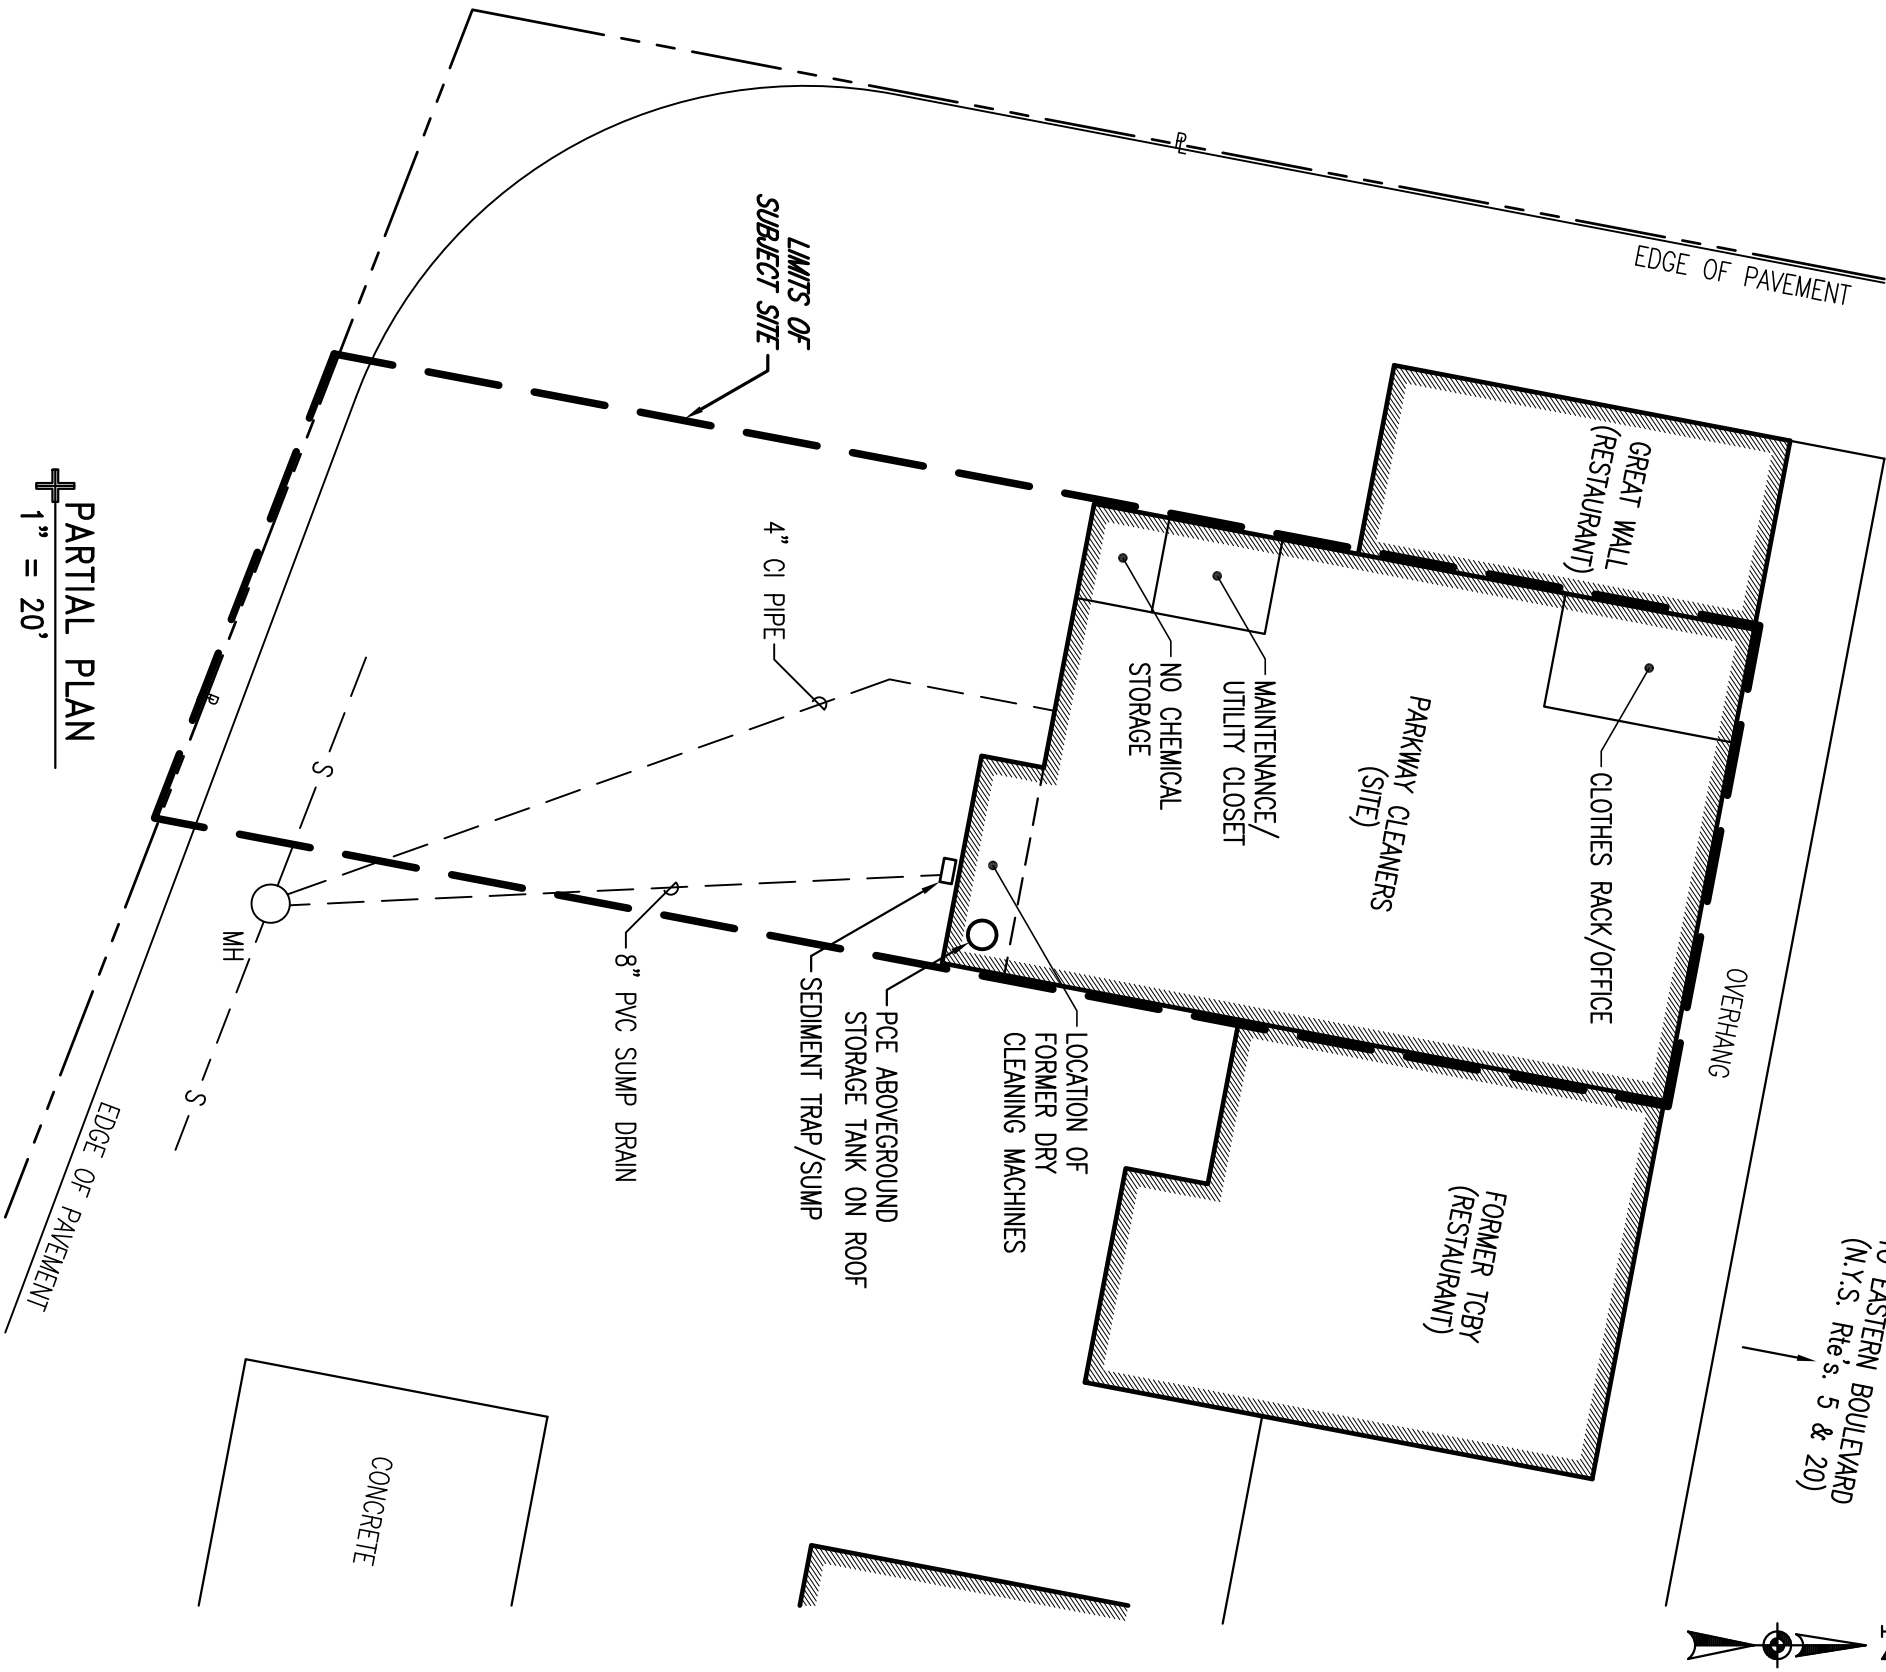 TO EASTERN BOULEVARD
(N.Y.S. Rte's. 5 & 20)
EDGE OF PAVEMENT
OVERHANG
GREAT WALL
(RESTAURANT)
CLOTHES RACK/OFFICE
PARKWAY CLEANERS
(SITE)
FORMER TCBY
(RESTAURANT)
MAINTENANCE/
UTILITY CLOSET
NO CHEMICAL
STORAGE
LOCATION OF
FORMER DRY
CLEANING MACHINES
PCE ABOVEGROUND
STORAGE TANK ON ROOF
SEDIMENT TRAP/SUMP
LIMITS OF
SUBJECT SITE
4" CI PIPE
8" PVC SUMP DRAIN
S
MH
S
CONCRETE
EDGE OF PAVEMENT
PARTIAL PLAN
1" = 20'